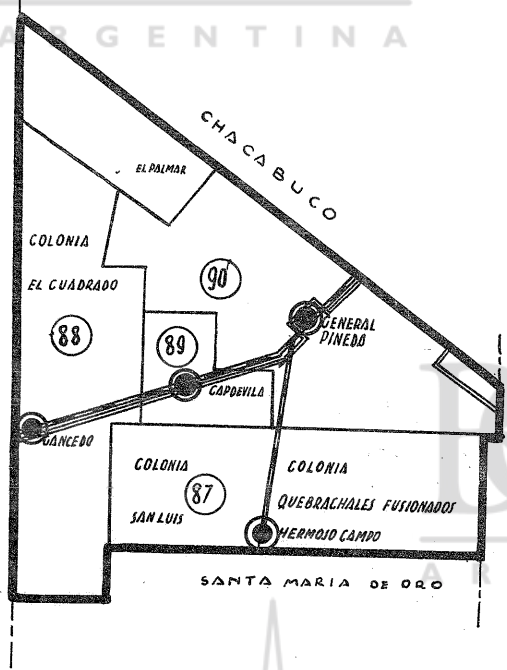 ARGENTINA
CHACABUCO
EL PALMAR
COLONIA
EL CUADRADO
90
88
GENERAL
PINEDO
89
CAPDEVILA
GANCEDO
COLONIA
87
SAN LUIS
COLONIA
QUEBRACHALES FUSIONADOS
HERMOSO CAMPO
SANTA MARIA DE ORO